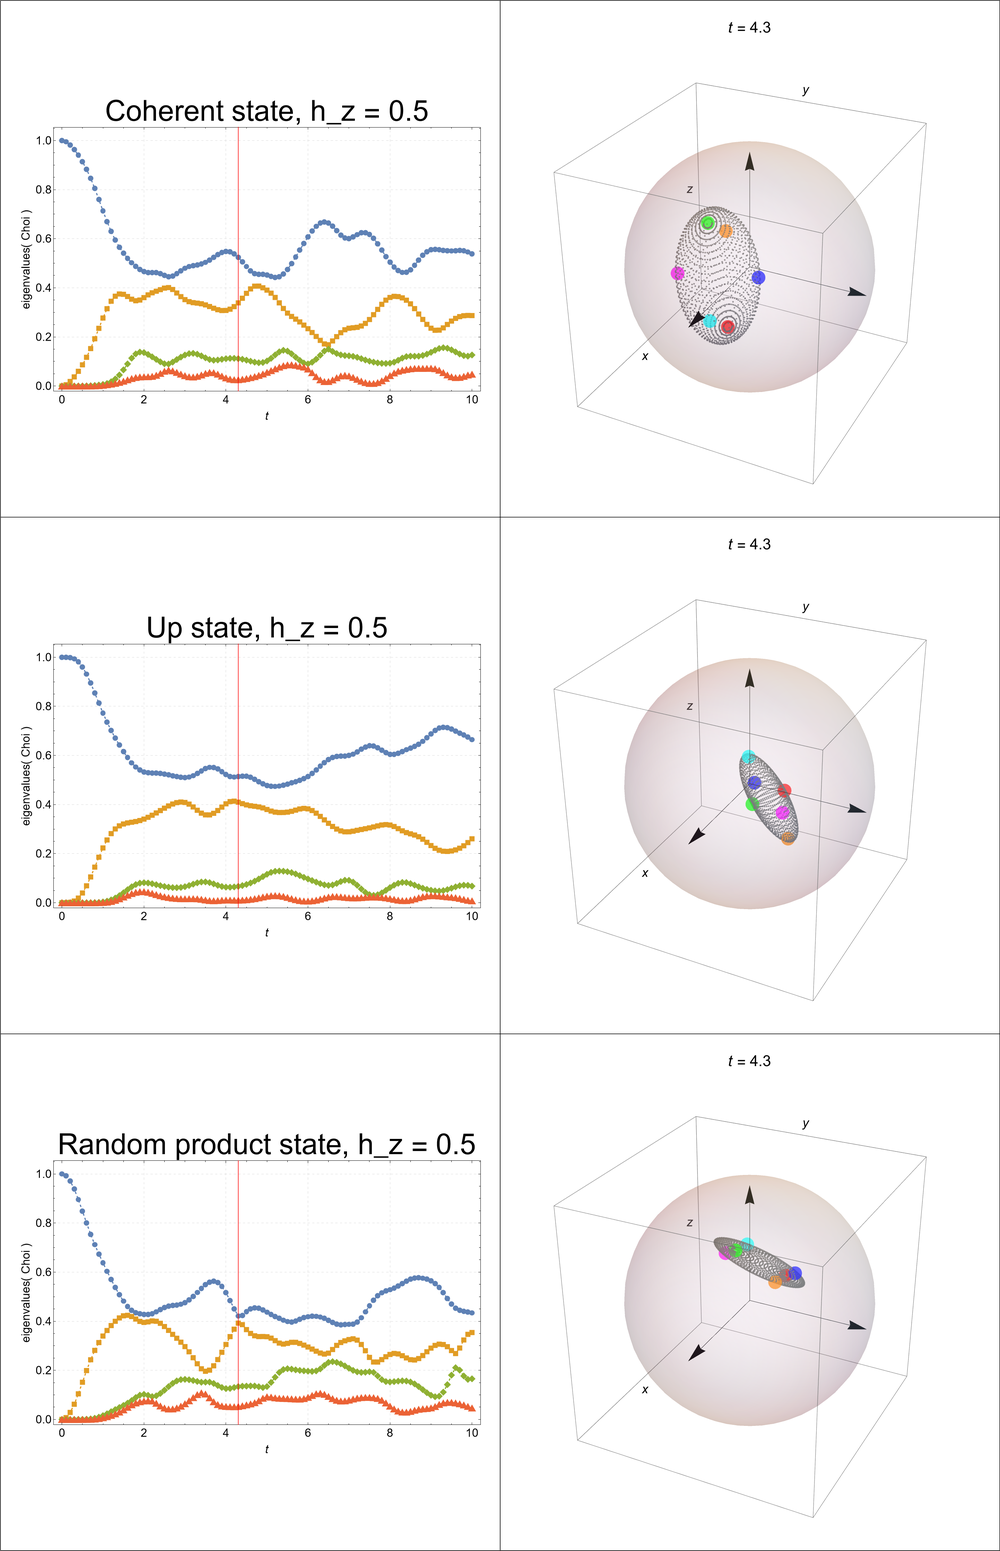 t = 4.3
Coherent state, h_z = 0.5
y
z
x
eigenvalues( Choi )
1.0
0.8
0.6
0.4
0.2
0.0
0 2 4 6 8 10
t
t = 4.3
Up state, h_z = 0.5
y
z
x
eigenvalues( Choi )
1.0
0.8
0.6
0.4
0.2
0.0
0 2 4 6 8 10
t
t = 4.3
Random product state, h_z = 0.5
y
z
x
eigenvalues( Choi )
1.0
0.8
0.6
0.4
0.2
0.0
0 2 4 6 8 10
t